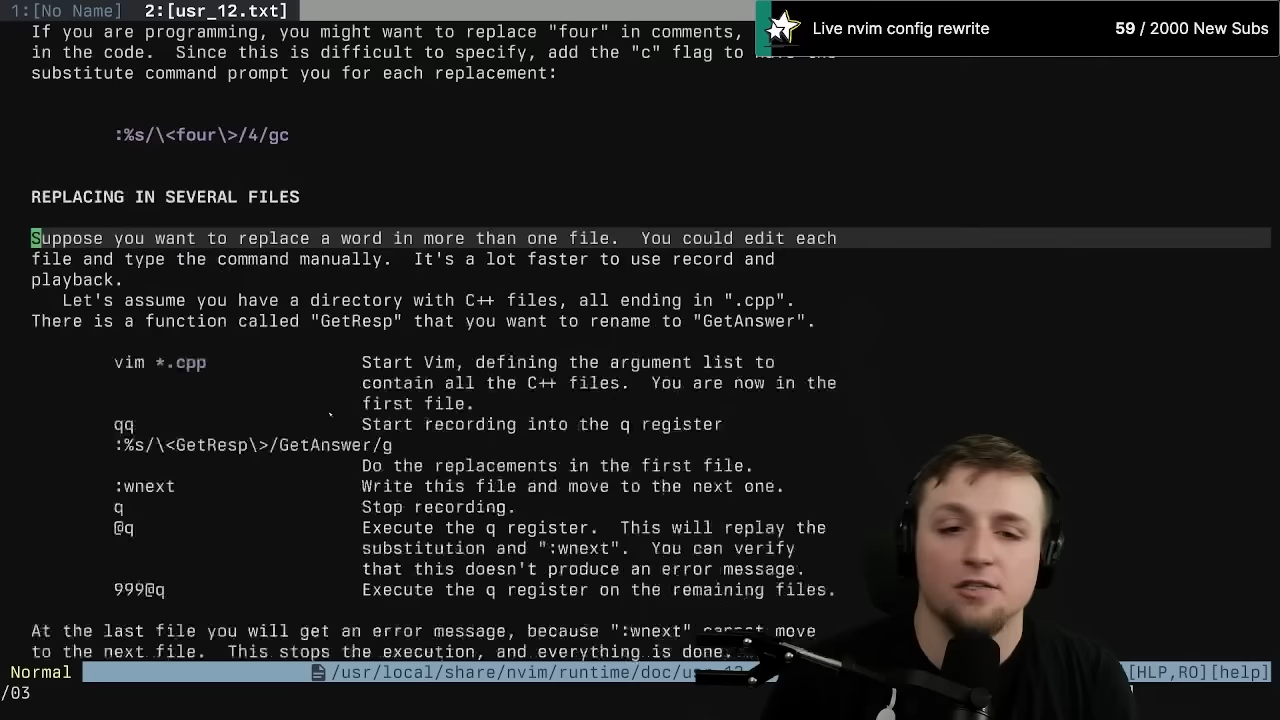 1:[No Name]  2:[usr_12.txt]
Live nvim config rewrite
59 / 2000 New Subs
If you are programming, you might want to replace "four" in comments,
in the code.  Since this is difficult to specify, add the "c" flag to
substitute command prompt you for each replacement:
:%s/\<four\>/4/gc
REPLACING IN SEVERAL FILES
Suppose you want to replace a word in more than one file.  You could edit each
file and type the command manually.  It's a lot faster to use record and
playback.
Let's assume you have a directory with C++ files, all ending in ".cpp".
There is a function called "GetResp" that you want to rename to "GetAnswer".
vim *.cpp Start Vim, defining the argument list to
contain all the C++ files.  You are now in the
first file.
qq Start recording into the q register
:%s/\<GetResp\>/GetAnswer/g
Do the replacements in the first file.
:wnext Write this file and move to the next one.
q Stop recording.
@q Execute the q register.  This will replay the
substitution and ":wnext".  You can verify
that this doesn't produce an error message.
999@q Execute the q register on the remaining files.
At the last file you will get an error message, because ":wnext" cannot move
to the next file.  This stops the execution, and everything is done.
Normal /usr/local/share/nvim/runtime/doc/usr_12 [HLP,RO][help]
/03